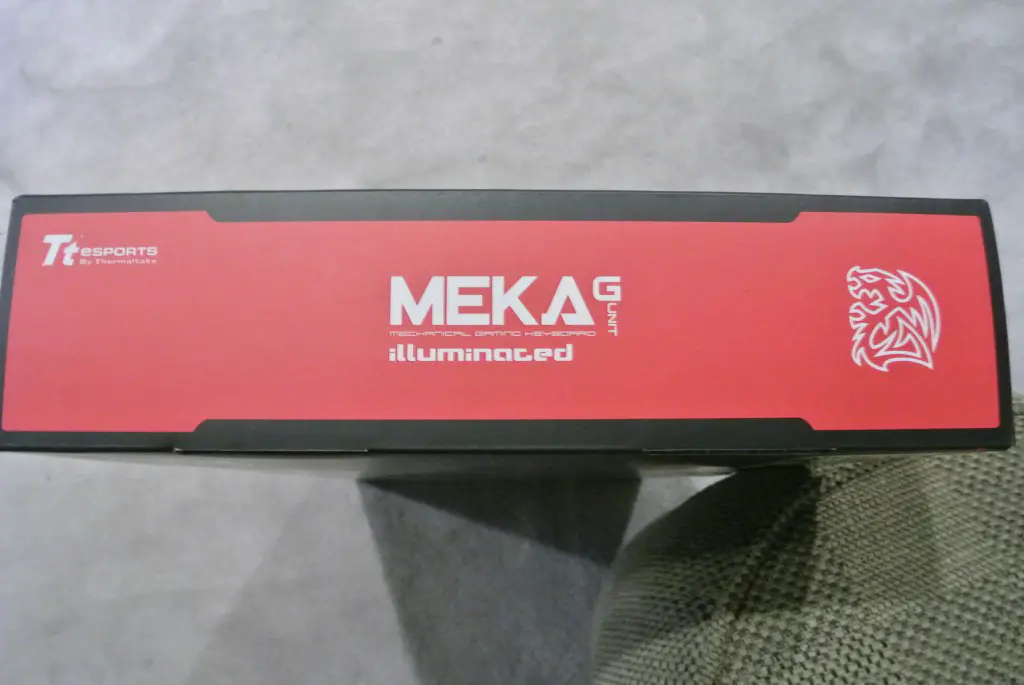 Tt eSPORTS
By Thermaltake
MEKA G UNIT
MECHANICAL GAMING KEYBOARD
illuminated